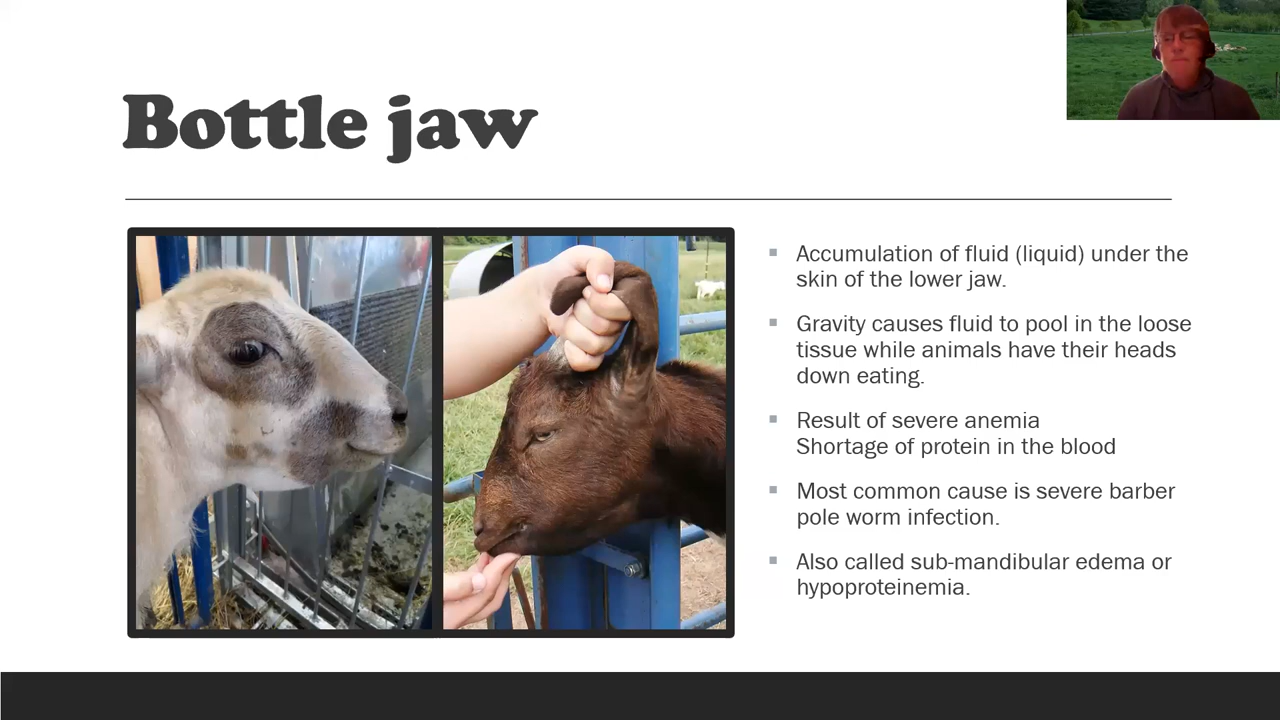 Bottle jaw
Accumulation of fluid (liquid) under the
skin of the lower jaw.
Gravity causes fluid to pool in the loose
tissue while animals have their heads
down eating.
Result of severe anemia
Shortage of protein in the blood
Most common cause is severe barber
pole worm infection.
Also called sub-mandibular edema or
hypoproteinemia.